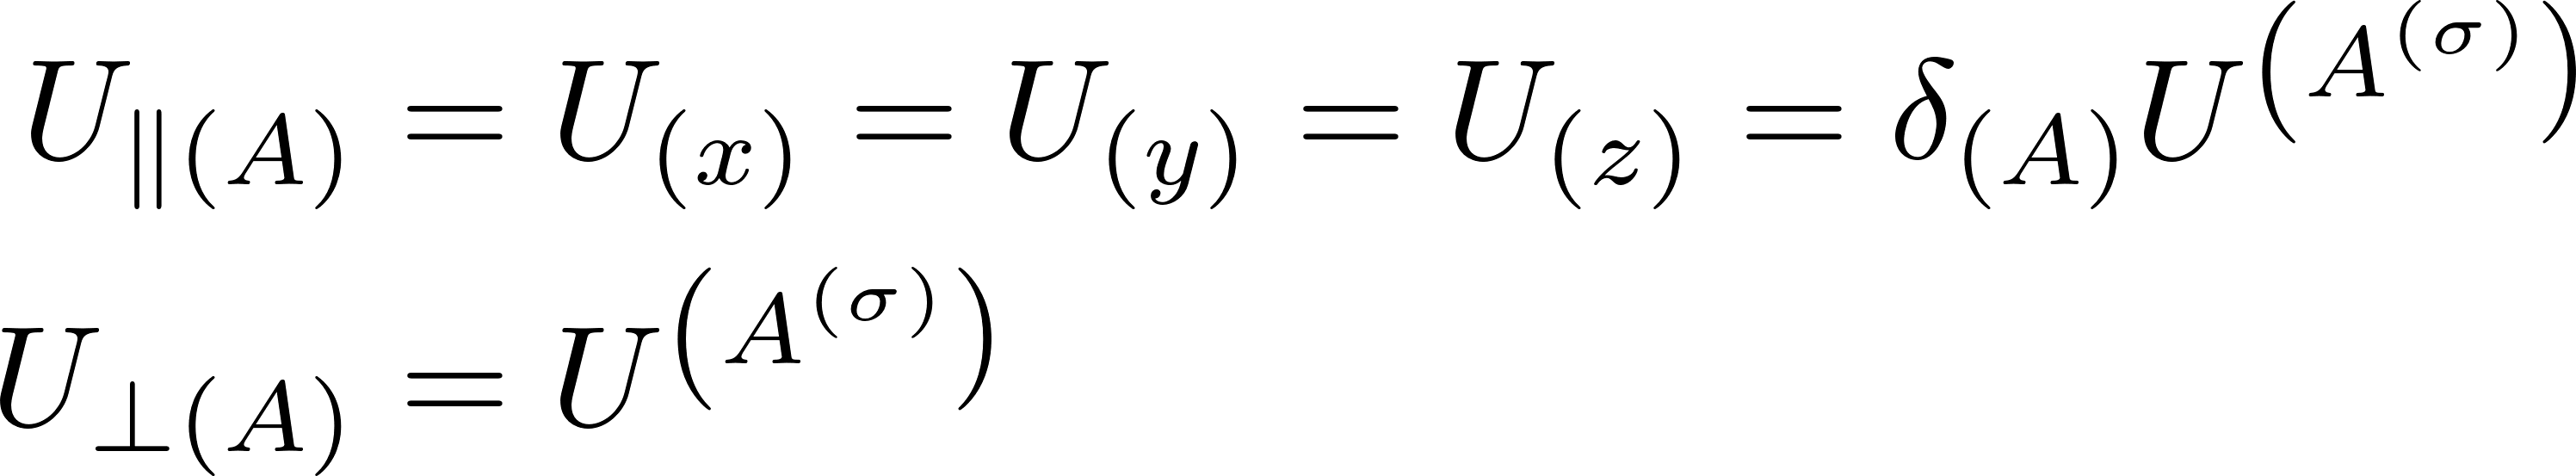 U_{\parallel(A)} = U_{(x)} = U_{(y)} = U_{(z)} = \delta_{(A)} U^{\left(A^{(\sigma)}\right)}
U_{\perp(A)} = U^{\left(A^{(\sigma)}\right)}